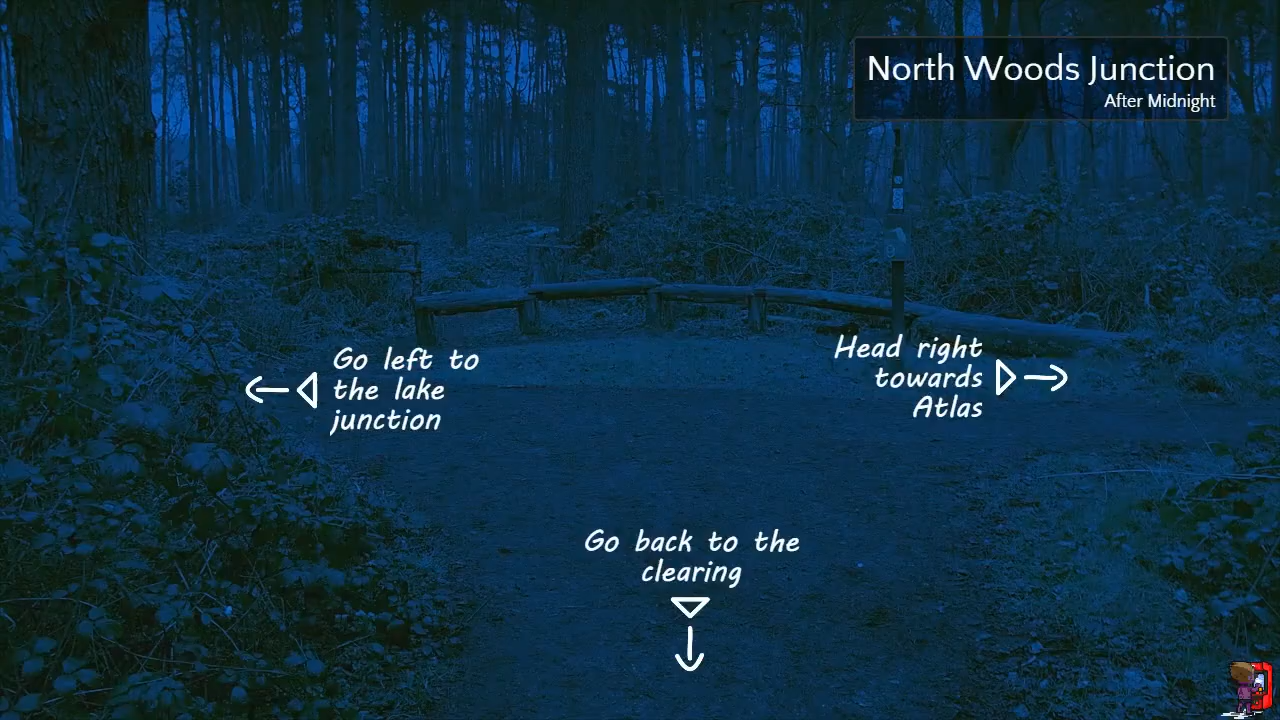 North Woods Junction
After Midnight
Go left to
the lake
junction
Head right
towards
Atlas
Go back to the
clearing